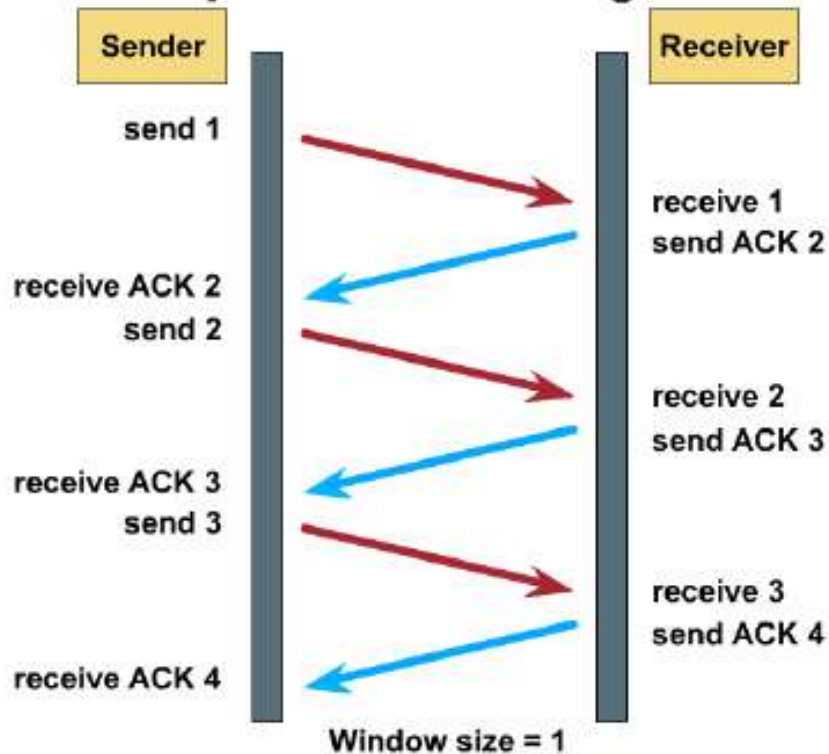 Sender
Receiver
send 1
receive 1
send ACK 2
receive ACK 2
send 2
receive 2
send ACK 3
receive ACK 3
send 3
receive 3
send ACK 4
receive ACK 4
Window size = 1